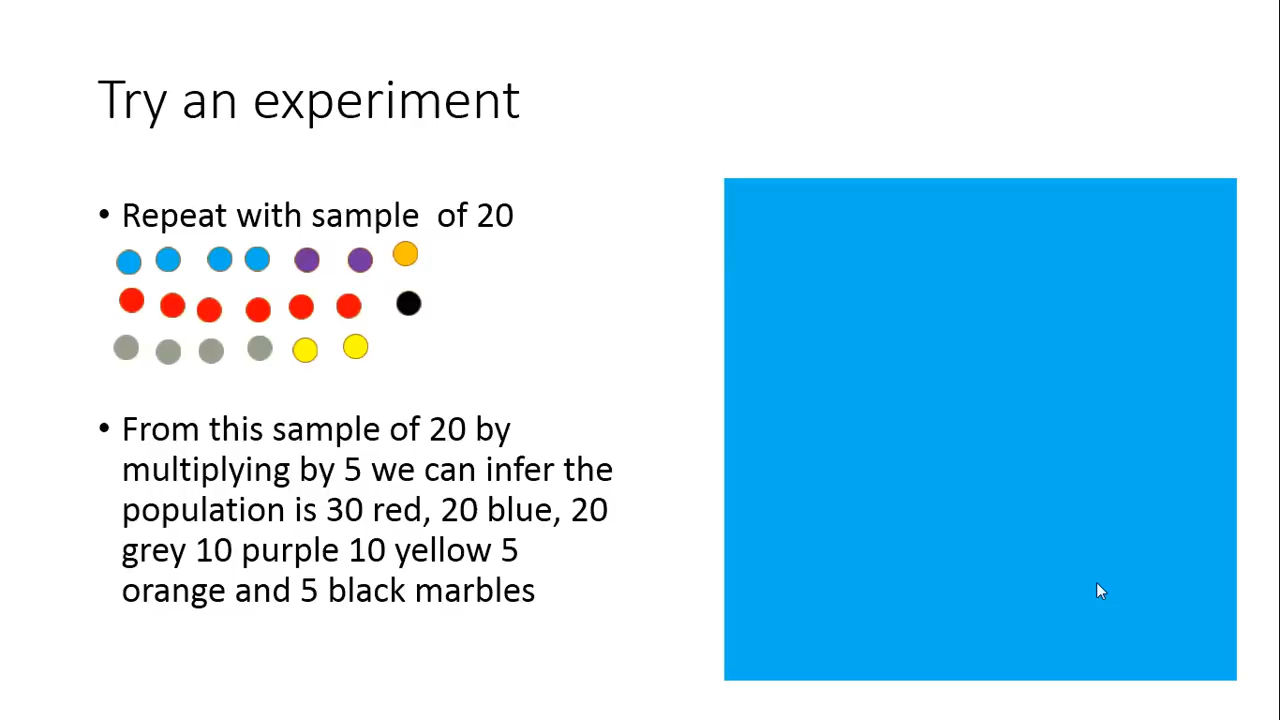 Try an experiment
• Repeat with sample  of 20
• From this sample of 20 by
multiplying by 5 we can infer the
population is 30 red, 20 blue, 20
grey 10 purple 10 yellow 5
orange and 5 black marbles